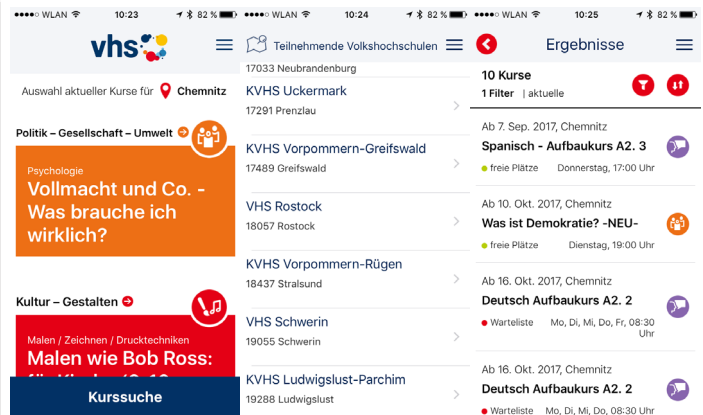 WLAN 10:23 82 %
vhs
Auswahl aktueller Kurse für Chemnitz
Politik – Gesellschaft – Umwelt
Psychologie
Vollmacht und Co. -
Was brauche ich
wirklich?
Kultur – Gestalten
Malen / Zeichnen / Drucktechniken
Malen wie Bob Ross:
Kurssuche
WLAN 10:24 82 %
Teilnehmende Volkshochschulen
17033 Neubrandenburg
KVHS Uckermark
17291 Prenzlau
KVHS Vorpommern-Greifswald
17489 Greifswald
VHS Rostock
18057 Rostock
KVHS Vorpommern-Rügen
18437 Stralsund
VHS Schwerin
19055 Schwerin
KVHS Ludwigslust-Parchim
19288 Ludwigslust
WLAN 10:25 82 %
Ergebnisse
10 Kurse
1 Filter | aktuelle
Ab 7. Sep. 2017, Chemnitz
Spanisch - Aufbaukurs A2. 3
freie Plätze Donnerstag, 17:00 Uhr
Ab 10. Okt. 2017, Chemnitz
Was ist Demokratie? -NEU-
freie Plätze Dienstag, 19:00 Uhr
Ab 16. Okt. 2017, Chemnitz
Deutsch Aufbaukurs A2. 2
Warteliste Mo, Di, Mi, Do, Fr, 08:30
Uhr
Ab 16. Okt. 2017, Chemnitz
Deutsch Aufbaukurs A2. 2
Warteliste Mo, Di, Mi, Do, 08:30 Uhr